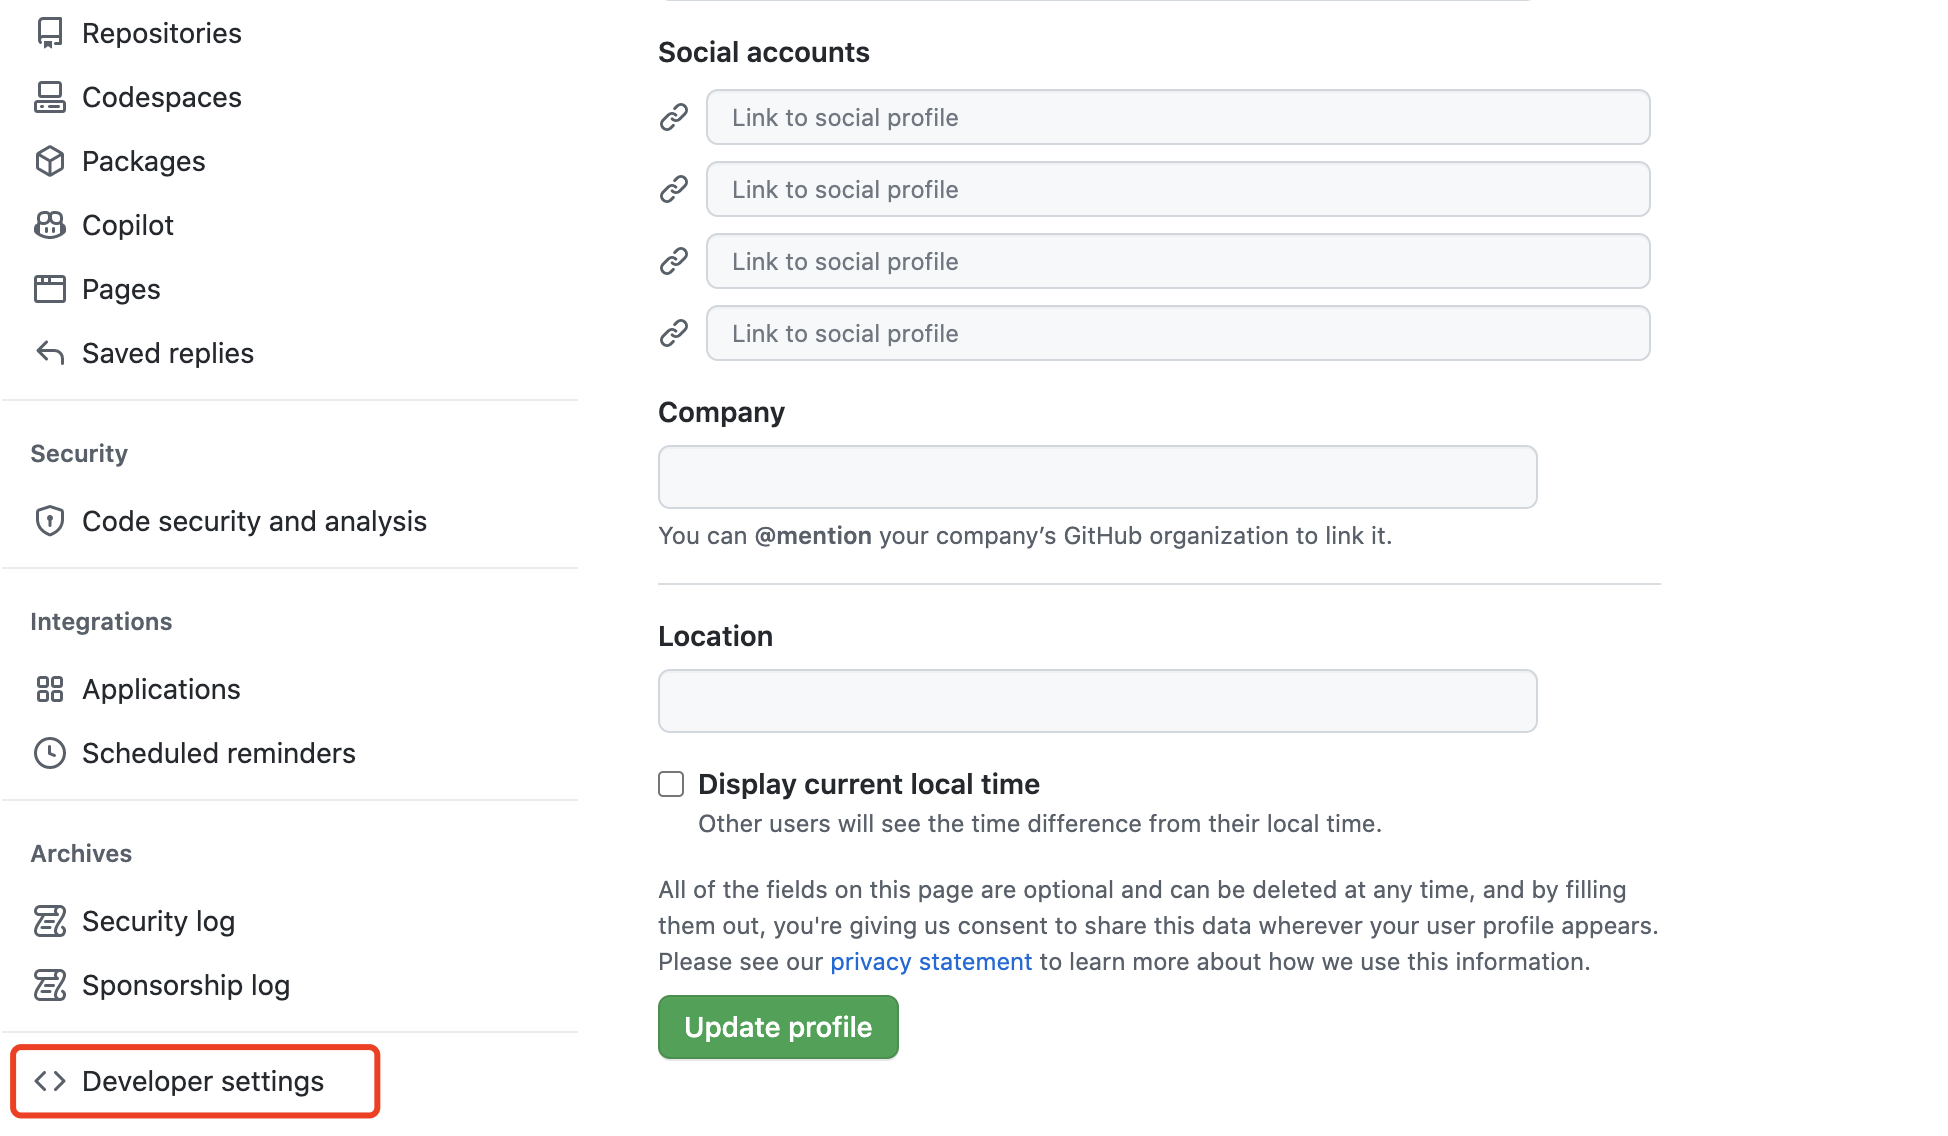 Repositories
Codespaces
Packages
Copilot
Pages
Saved replies
Security
Code security and analysis
Integrations
Applications
Scheduled reminders
Archives
Security log
Sponsorship log
Developer settings
Social accounts
Link to social profile
Link to social profile
Link to social profile
Link to social profile
Company
You can @mention your company’s GitHub organization to link it.
Location
Display current local time
Other users will see the time difference from their local time.
All of the fields on this page are optional and can be deleted at any time, and by filling
them out, you're giving us consent to share this data wherever your user profile appears.
Please see our privacy statement to learn more about how we use this information.
Update profile